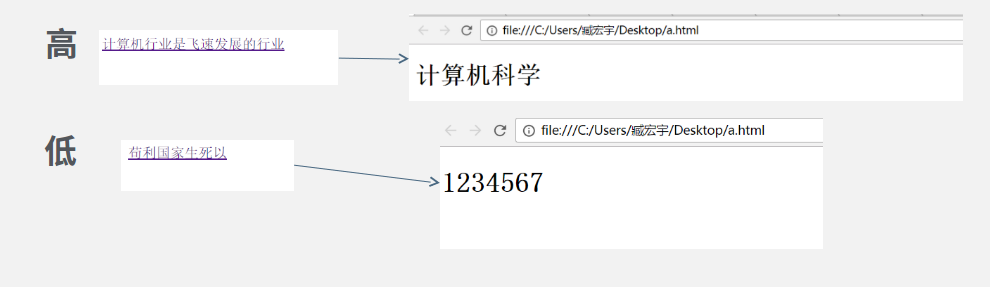 高
计算机行业是飞速发展的行业
file:///C:/Users/臧宏宇/Desktop/a.html
计算机科学
低
苟利国家生死以
file:///C:/Users/臧宏宇/Desktop/a.html
1234567